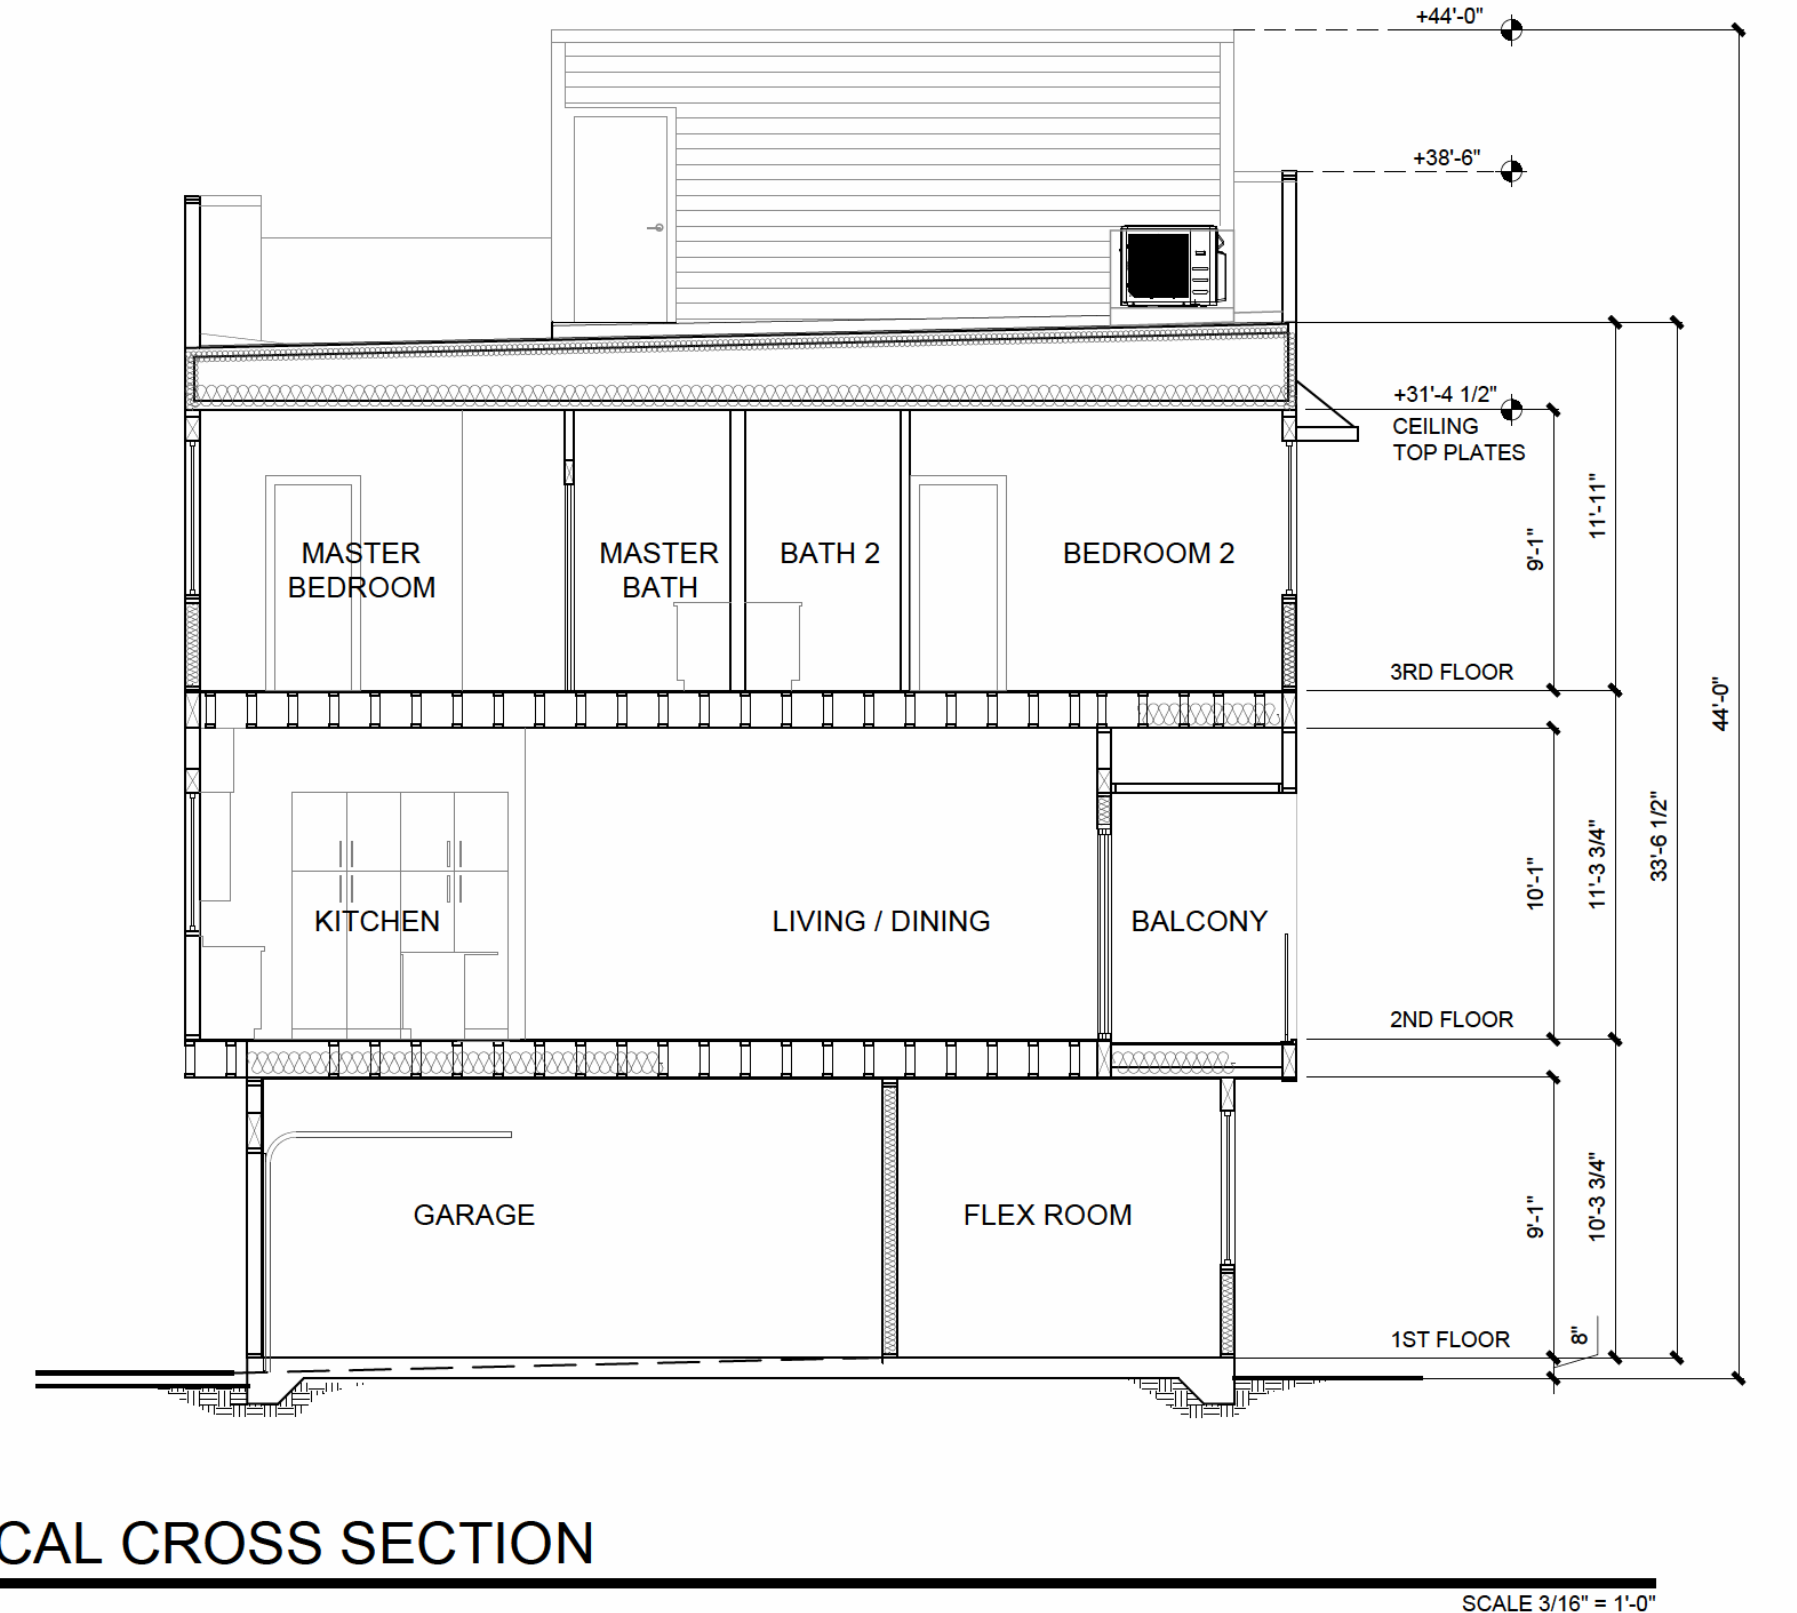 +44'-0"
+38'-6"
+31'-4 1/2"
CEILING
TOP PLATES
11'-11"
9'-1"
MASTER
BEDROOM
MASTER
BATH
BATH 2
BEDROOM 2
3RD FLOOR
44'-0"
33'-6 1/2"
11'-3 3/4"
10'-1"
KITCHEN
LIVING / DINING
BALCONY
2ND FLOOR
10'-3 3/4"
9'-1"
GARAGE
FLEX ROOM
1ST FLOOR
8"
CAL CROSS SECTION
SCALE 3/16" = 1'-0"